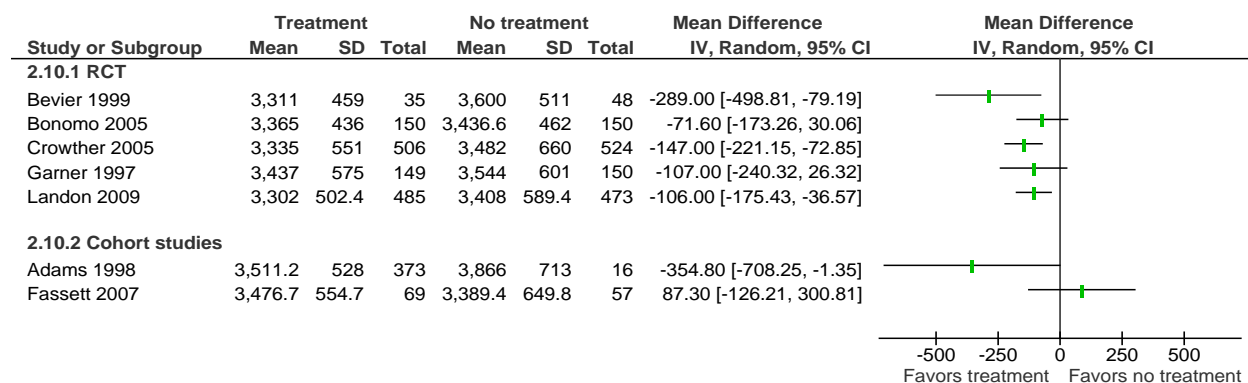 Treatment No treatment Mean Difference Mean Difference
Study or Subgroup Mean SD Total Mean SD Total IV, Random, 95% CI IV, Random, 95% CI
2.10.1 RCT
Bevier 1999 3,311 459 35 3,600 511 48 -289.00 [-498.81, -79.19]
Bonomo 2005 3,365 436 150 3,436.6 462 150 -71.60 [-173.26, 30.06]
Crowther 2005 3,335 551 506 3,482 660 524 -147.00 [-221.15, -72.85]
Garner 1997 3,437 575 149 3,544 601 150 -107.00 [-240.32, 26.32]
Landon 2009 3,302 502.4 485 3,408 589.4 473 -106.00 [-175.43, -36.57]
2.10.2 Cohort studies
Adams 1998 3,511.2 528 373 3,866 713 16 -354.80 [-708.25, -1.35]
Fassett 2007 3,476.7 554.7 69 3,389.4 649.8 57 87.30 [-126.21, 300.81]
-500 -250 0 250 500
Favors treatment Favors no treatment